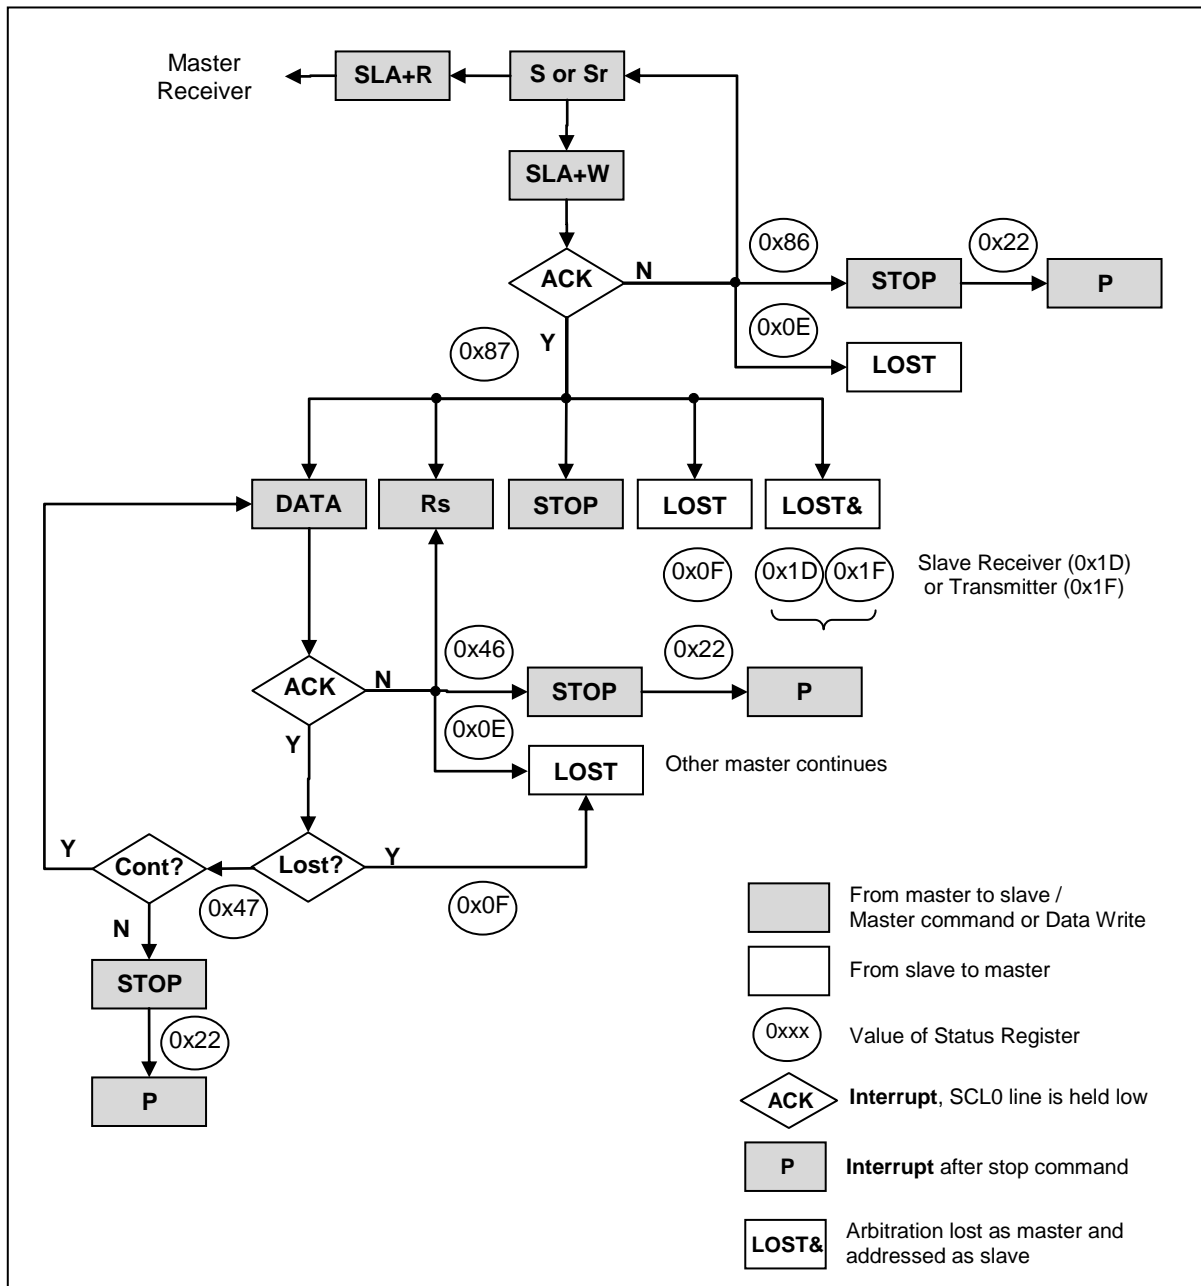 Master
Receiver
SLA+R
S or Sr
SLA+W
ACK
N
0x86
0x22
STOP
P
Y
0x0E
0x87
LOST
DATA
Rs
STOP
LOST
LOST&
0x0F
0x1D
0x1F
Slave Receiver (0x1D)
or Transmitter (0x1F)
ACK
N
0x46
0x22
STOP
P
Y
0x0E
LOST
Other master continues
Y
Cont?
Lost?
Y
0x47
0x0F
N
STOP
0x22
P
From master to slave /
Master command or Data Write
From slave to master
0xxx
Value of Status Register
ACK
Interrupt, SCL0 line is held low
P
Interrupt after stop command
LOST&
Arbitration lost as master and
addressed as slave